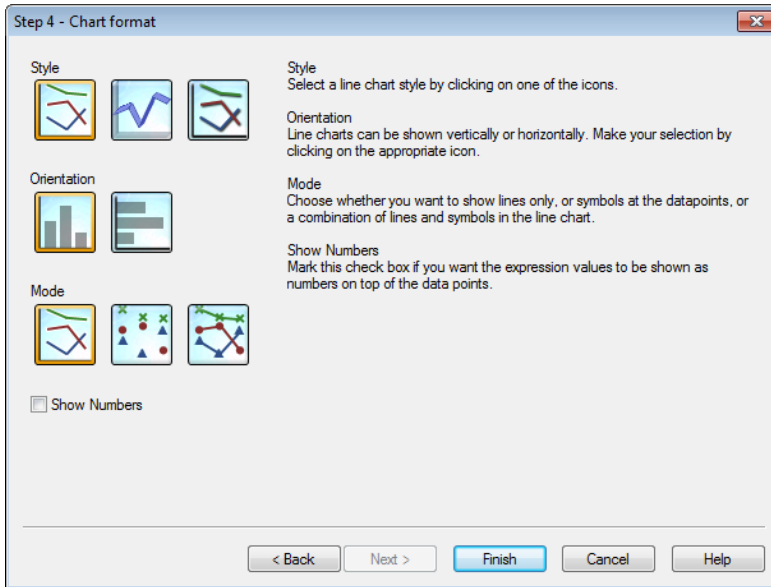 Step 4 - Chart format
Style
Orientation
Mode
Show Numbers
Style
Select a line chart style by clicking on one of the icons.
Orientation
Line charts can be shown vertically or horizontally. Make your selection by
clicking on the appropriate icon.
Mode
Choose whether you want to show lines only, or symbols at the datapoints, or
a combination of lines and symbols in the line chart.
Show Numbers
Mark this check box if you want the expression values to be shown as
numbers on top of the data points.
< Back
Next >
Finish
Cancel
Help